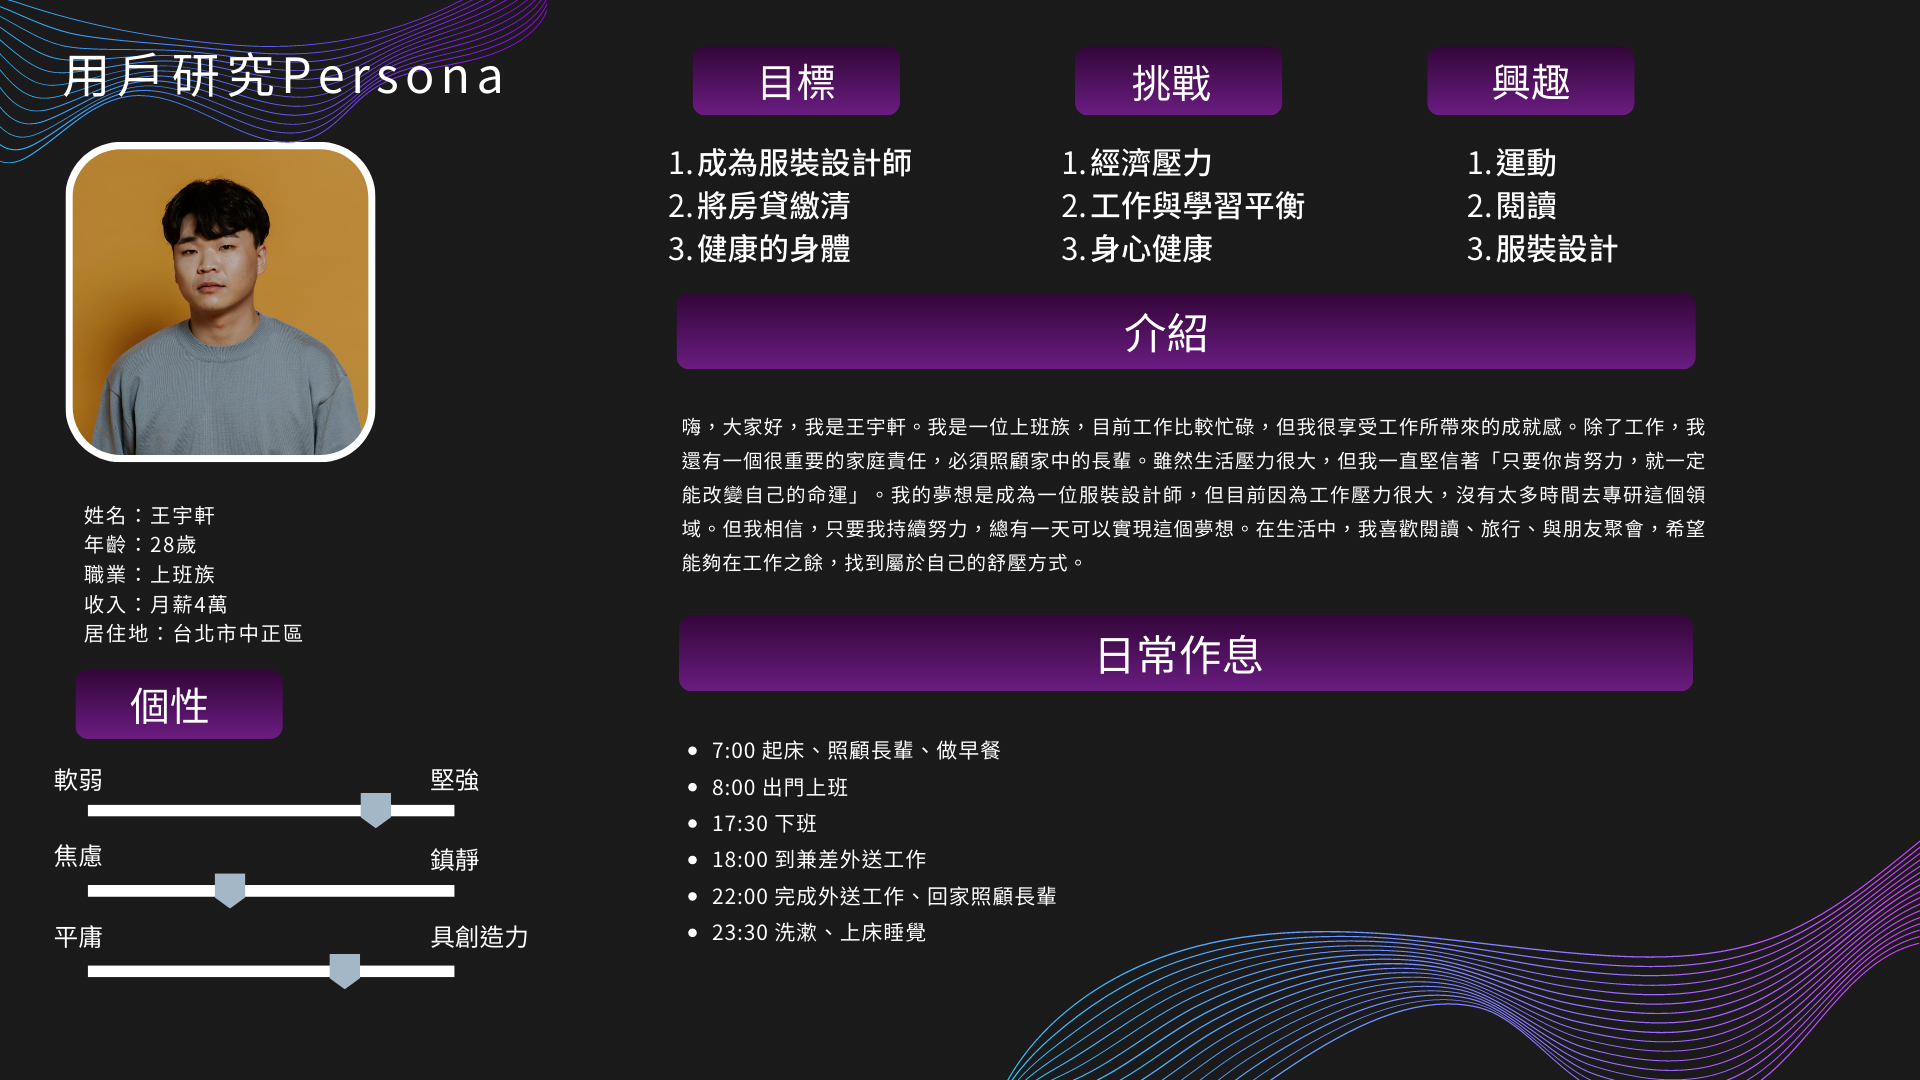 用戶研究Persona
姓名：王宇軒
年齡：28歲
職業：上班族
收入：月薪4萬
居住地：台北市中正區
個性
軟弱 堅強
焦慮 鎮靜
平庸 具創造力
目標
1. 成為服裝設計師
2. 將房貸繳清
3. 健康的身體
挑戰
1. 經濟壓力
2. 工作與學習平衡
3. 身心健康
興趣
1. 運動
2. 閱讀
3. 服裝設計
介紹
嗨，大家好，我是王宇軒。我是一位上班族，目前工作比較忙碌，但我很享受工作所帶來的成就感。除了工作，我
還有一個很重要的家庭責任，必須照顧家中的長輩。雖然生活壓力很大，但我一直堅信著「只要你肯努力，就一定
能改變自己的命運」。我的夢想是成為一位服裝設計師，但目前因為工作壓力很大，沒有太多時間去專研這個領
域。但我相信，只要我持續努力，總有一天可以實現這個夢想。在生活中，我喜歡閱讀、旅行、與朋友聚會，希望
能夠在工作之餘，找到屬於自己的舒壓方式。
日常作息
• 7:00 起床、照顧長輩、做早餐
• 8:00 出門上班
• 17:30 下班
• 18:00 到兼差外送工作
• 22:00 完成外送工作、回家照顧長輩
• 23:30 洗漱、上床睡覺